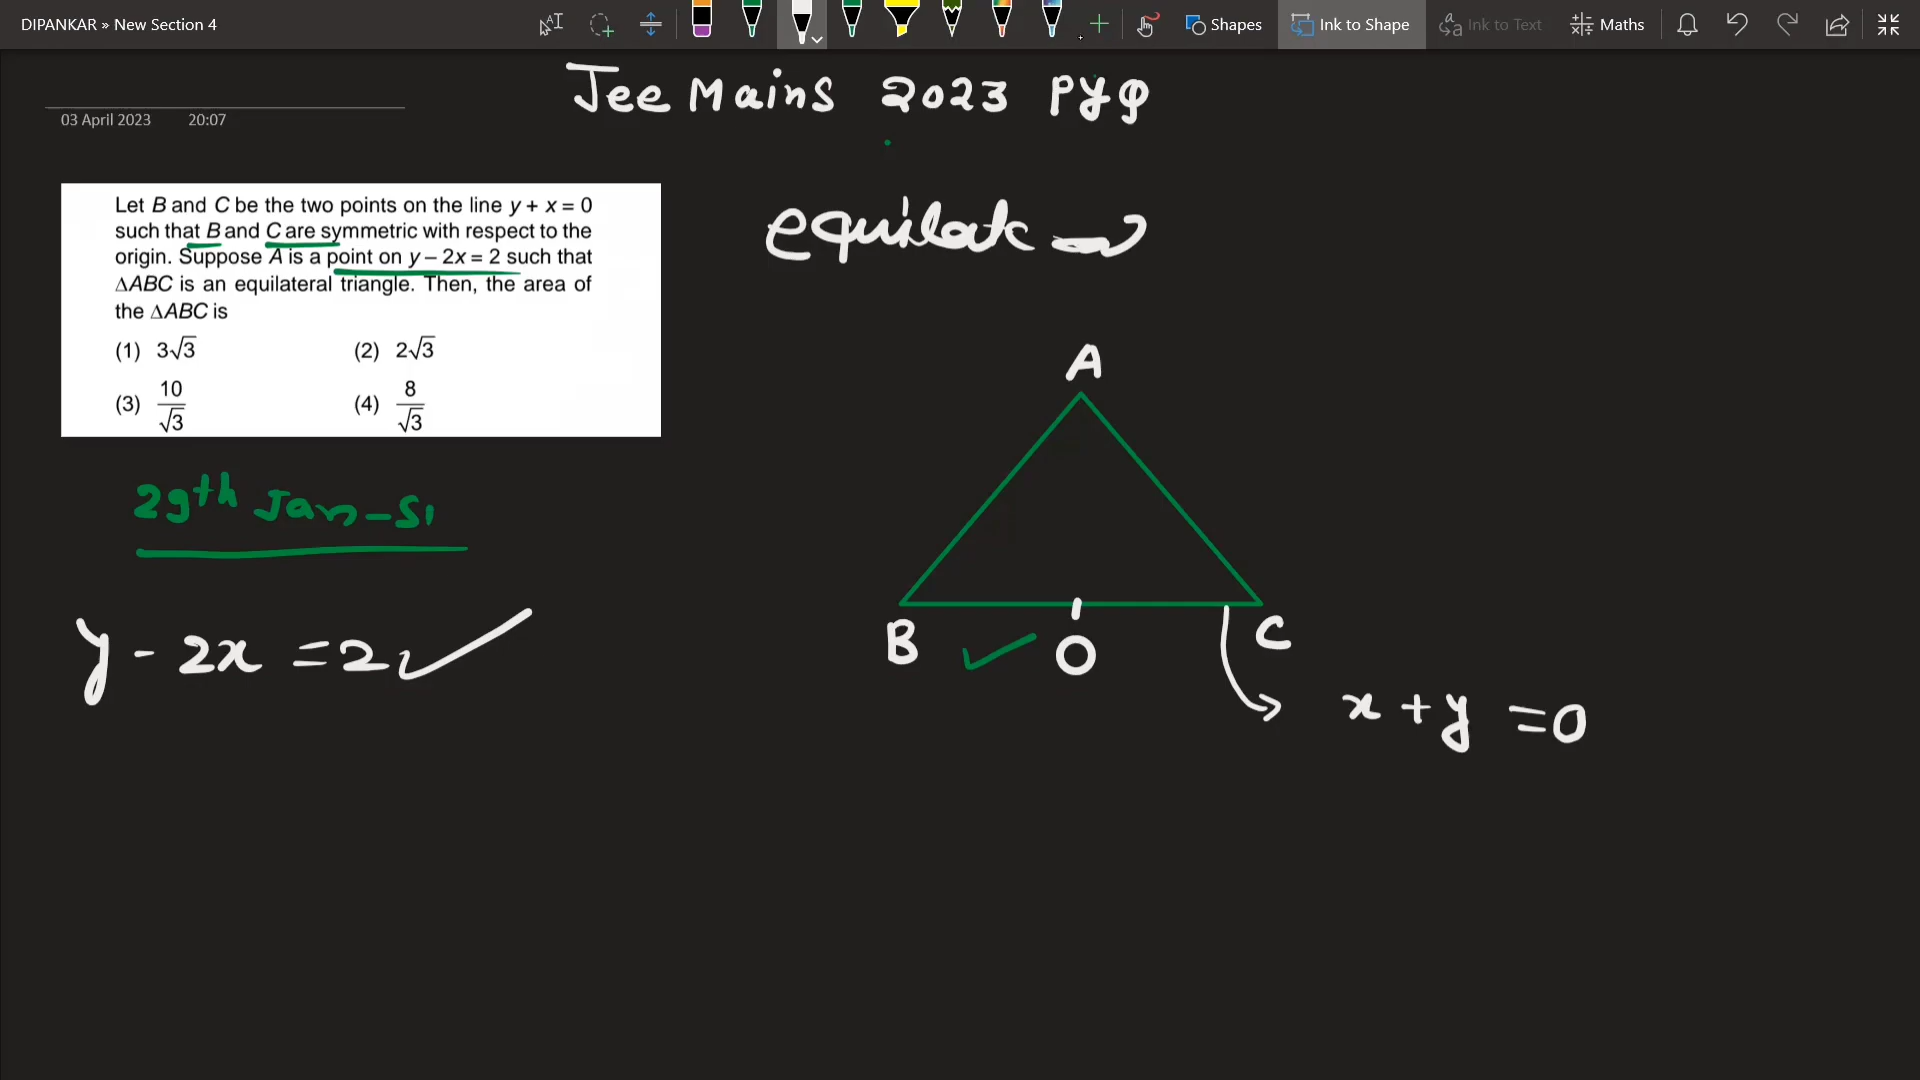 DIPANKAR » New Section 4
Shapes
Ink to Shape
Ink to Text
Maths
Jee Mains 2023 PYQ
03 April 2023 20:07
Let B and C be the two points on the line y + x = 0
such that B and C are symmetric with respect to the
origin. Suppose A is a point on y – 2x = 2 such that
∆ABC is an equilateral triangle. Then, the area of
the ∆ABC is
(1) 3√3 (2) 2√3
(3) 10/√3 (4) 8/√3
29th Jan - S1
y - 2x = 2
A
B
O
C
x + y = 0